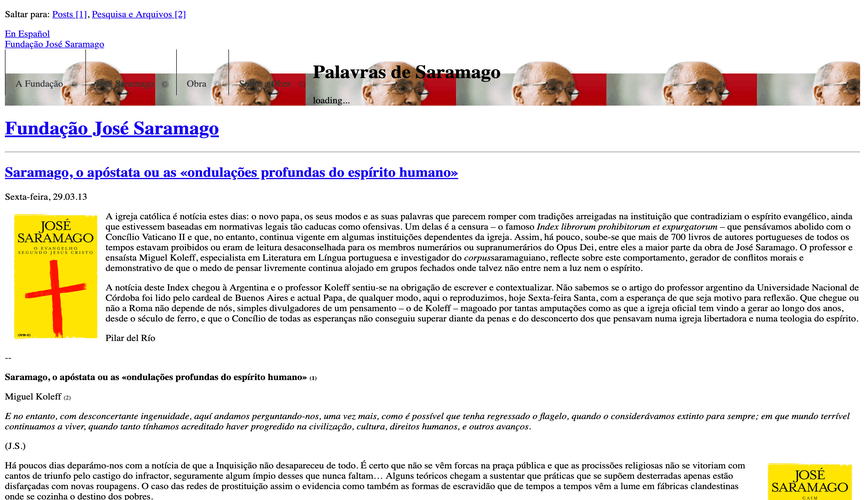 Saltar para: Posts [1], Pesquisa e Arquivos [2]
En Español
Fundação José Saramago
Palavras de Saramago
A Fundação
Obra
loading...
Fundação José Saramago
Saramago, o apóstata ou as «ondulações profundas do espírito humano»
Sexta-feira, 29.03.13
JOSÉ
SARAMAGO
O EVANGELHO
SEGUNDO JESUS CRISTO
A igreja católica é notícia estes dias: o novo papa, os seus modos e as suas palavras que parecem romper com tradições arreigadas na instituição que contradiziam o espírito evangélico, ainda
que estivessem baseadas em normativas legais tão caducas como ofensivas. Um delas é a censura – o famoso Index librorum prohibitorum et expurgatorum – que pensávamos abolido com o
Concílio Vaticano II e que, no entanto, continua vigente em algumas instituições dependentes da igreja. Assim, há pouco, soube-se que mais de 700 livros de autores portugueses de todos os
tempos estavam proibidos ou eram de leitura desaconselhada para os membros numerários ou supranumerários do Opus Dei, entre eles a maior parte da obra de José Saramago. O professor e
ensaísta Miguel Koleff, especialista em Literatura em Língua portuguesa e investigador do corpussaramaguiano, reflecte sobre este comportamento, gerador de conflitos morais e
demonstrativo de que o medo de pensar livremente continua alojado em grupos fechados onde talvez não entre nem a luz nem o espírito.
A notícia deste Index chegou à Argentina e o professor Koleff sentiu-se na obrigação de escrever e contextualizar. Não sabemos se o artigo do professor argentino da Universidade Nacional de
Córdoba foi lido pelo cardeal de Buenos Aires e actual Papa, de qualquer modo, aqui o reproduzimos, hoje Sexta-feira Santa, com a esperança de que seja motivo para reflexão. Que chegue ou
não a Roma não depende de nós, simples divulgadores de um pensamento – o de Koleff – magoado por tantas amputações como as que a igreja oficial tem vindo a gerar ao longo dos anos,
desde o século de ferro, e que o Concílio de todas as esperanças não conseguiu superar diante da penas e do desconcerto dos que pensavam numa igreja libertadora e numa teologia do espírito.
Pilar del Río
--
Saramago, o apóstata ou as «ondulações profundas do espírito humano» (1)
Miguel Koleff (2)
E no entanto, com desconcertante ingenuidade, aquí andamos perguntando-nos, uma vez mais, como é possível que tenha regressado o flagelo, quando o considerávamos extinto para sempre; em que mundo terrível
continuamos a viver, quando tanto tínhamos acreditado haver progredido na civilização, cultura, direitos humanos, e outros avanços.
(J.S.)
Há poucos dias deparámo-nos com a notícia de que a Inquisição não desapareceu de todo. É certo que não se vêm forcas na praça pública e que as procissões religiosas não se vitoriam com
cantos de triunfo pelo castigo do infractor, seguramente algum ímpio desses que nunca faltam... Alguns teóricos chegam a sustentar que práticas que se supõem desterradas apenas estão
disfarçadas com novas roupagens. O caso das redes de prostituição assim o evidencia como também as formas de escravidão que de tempos a tempos vêm a lume em fábricas clandestinas
onde se cozinha o destino dos pobres.
JOSÉ
SARAMAGO
CAIM